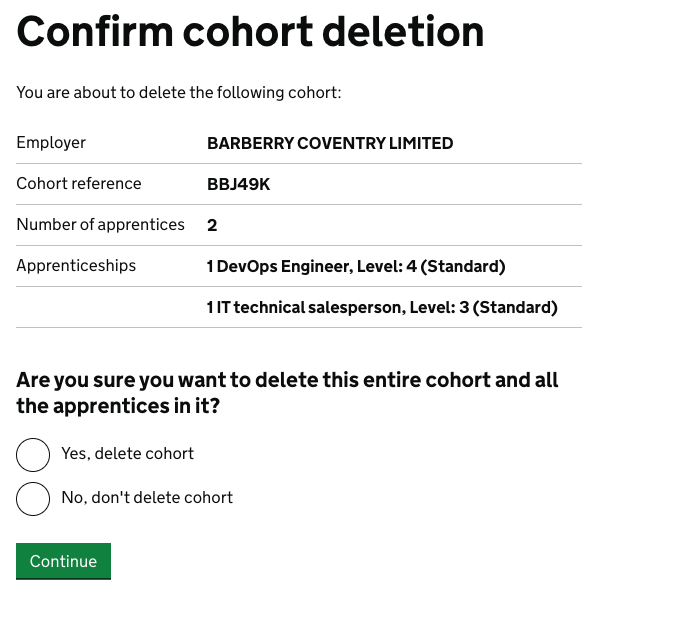 Confirm cohort deletion
You are about to delete the following cohort:
Employer BARBERRY COVENTRY LIMITED
Cohort reference BBJ49K
Number of apprentices 2
Apprenticeships 1 DevOps Engineer, Level: 4 (Standard)
1 IT technical salesperson, Level: 3 (Standard)
Are you sure you want to delete this entire cohort and all
the apprentices in it?
Yes, delete cohort
No, don't delete cohort
Continue